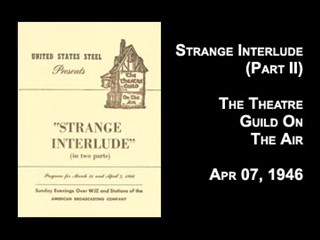 UNITED STATES STEEL
Presents
The
Theatre
Guild
On
The Air
"STRANGE
INTERLUDE"
(in two parts)
Program for March 31 and April 7, 1946
Sunday Evenings Over WJZ and Stations of the
AMERICAN BROADCASTING COMPANY
STRANGE INTERLUDE
(PART II)
THE THEATRE
GUILD ON
THE AIR
APR 07, 1946